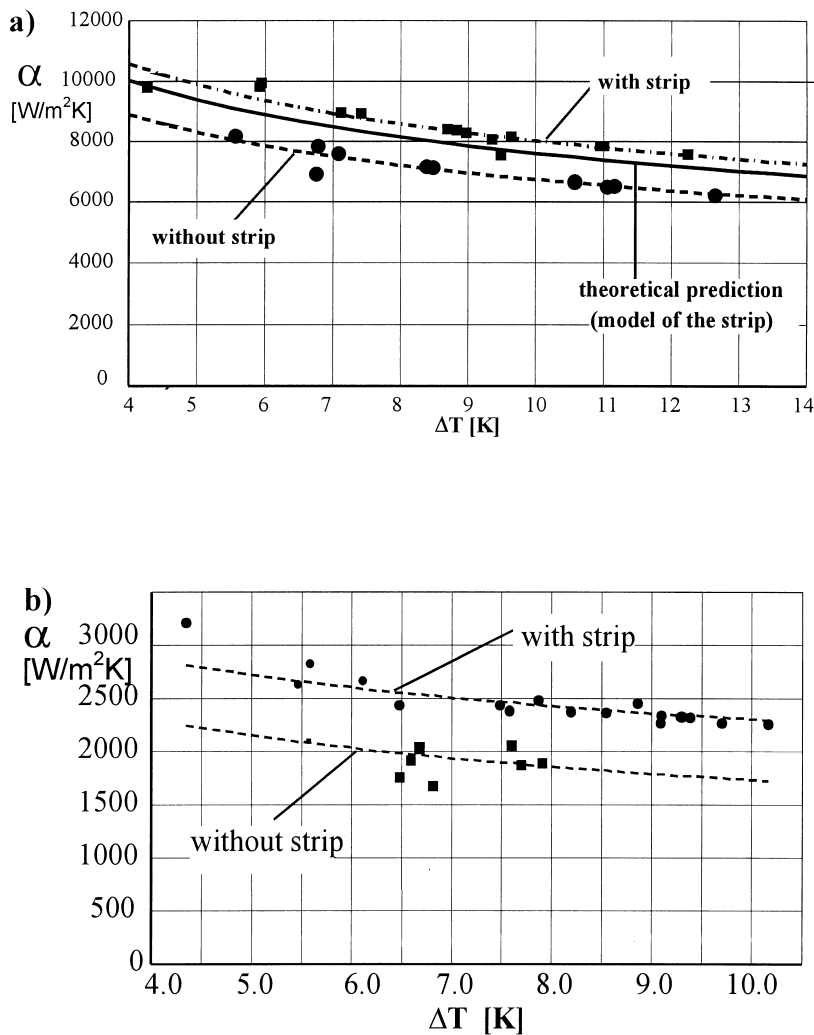 a)
α
[W/m²K]
12000
10000
8000
6000
4000
2000
0
with strip
without strip
theoretical prediction
(model of the strip)
4 5 6 7 8 9 10 11 12 13 14
ΔT [K]
b)
α
[W/m²K]
3000
2500
2000
1500
1000
500
0
with strip
without strip
4.0 5.0 6.0 7.0 8.0 9.0 10.0
ΔT [K]